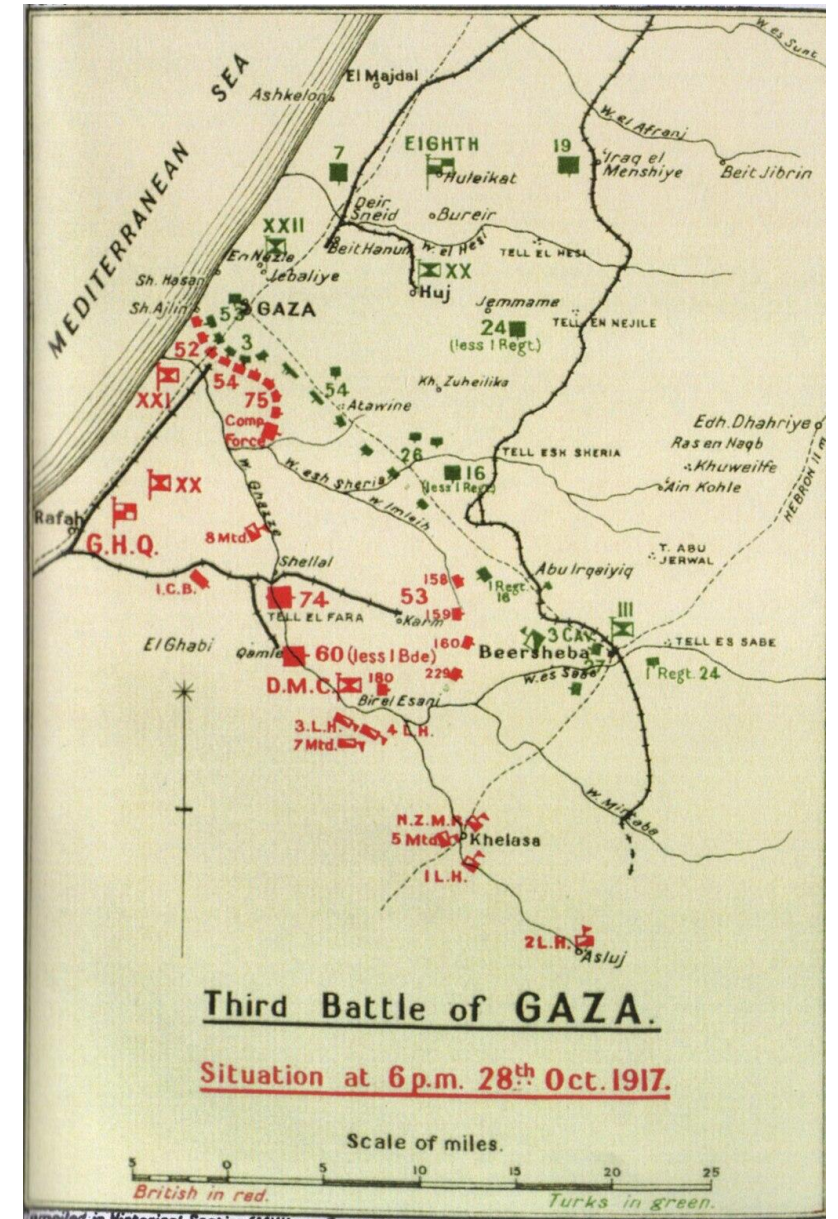 MEDITERRANEAN SEA
El Majdal
Ashkelon
W. es Sunt
W. el Afranj
7
EIGHTH
Huleikat
19
'Iraq el
Menshiye
Beit Jibrin
Deir
Sneid
Bureir
XXII
En Nezle
Jebaliye
Beit Hanun
W. el Hesi
TELL EL HESI
XX
Huj
Sh. Hasan
Sh. Ajlin
53
GAZA
Jemmame
24
(less 1 Regt.)
TELL EN NEJILE
52
3
54
54
XXI
75
Comp.
Force
Kh. Zuheilika
Atawine
Edh. Dhahriye
Ras en Naqb
Khuweilfe
'Ain Kohle
26
TELL ESH SHERIA
16
(less 1 Regt.)
W. esh Sheria
W. Imleih
W. Ghazze
XX
Rafah
G.H.Q.
HEBRON 11 m
8 Mtd.
Shellal
I.C.B.
74
TELL EL FARA
53
Karm
158
159
160
229
1 Regt.
16
Abu Irqaiyiq
T. ABU
JERWAL
III
3 CAV.
Beersheba
27
TELL ES SABE
1 Regt. 24
W. es Saba
El Ghabi
Qamle
60 (less 1 Bde)
D.M.C.
180
Bir el Esani
3. L.H.
4 L.H.
7 Mtd.
W. Mirtaba
N.Z.M.R.
5 Mtd.
Khelasa
1 L.H.
2 L.H.
Asluj
Third Battle of GAZA.
Situation at 6 p.m. 28th Oct. 1917.
Scale of miles.
5 0 5 10 15 20 25
British in red.
Turks in green.